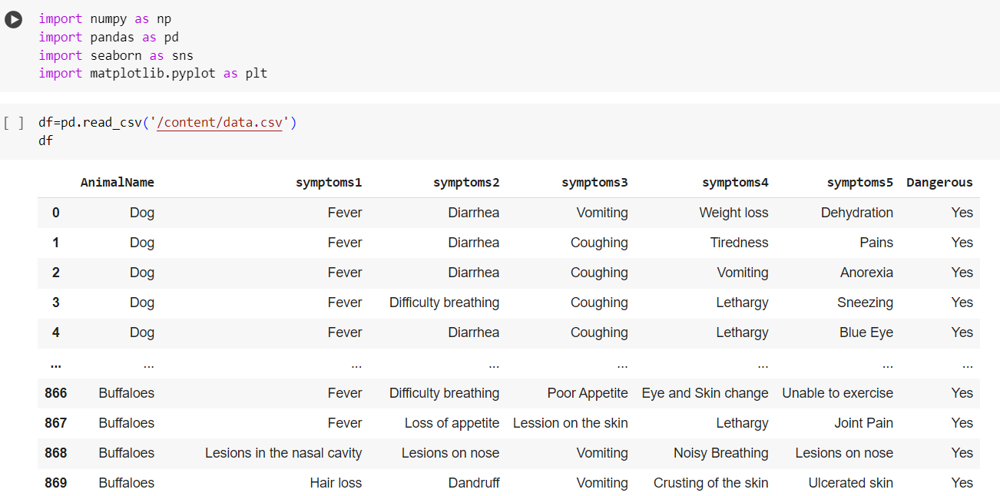 import numpy as np
import pandas as pd
import seaborn as sns
import matplotlib.pyplot as plt
[ ] df=pd.read_csv('/content/data.csv')
df
AnimalName symptoms1 symptoms2 symptoms3 symptoms4 symptoms5 Dangerous
0 Dog Fever Diarrhea Vomiting Weight loss Dehydration Yes
1 Dog Fever Diarrhea Coughing Tiredness Pains Yes
2 Dog Fever Diarrhea Coughing Vomiting Anorexia Yes
3 Dog Fever Difficulty breathing Coughing Lethargy Sneezing Yes
4 Dog Fever Diarrhea Coughing Lethargy Blue Eye Yes
... ... ... ... ... ... ... ...
866 Buffaloes Fever Difficulty breathing Poor Appetite Eye and Skin change Unable to exercise Yes
867 Buffaloes Fever Loss of appetite Lession on the skin Lethargy Joint Pain Yes
868 Buffaloes Lesions in the nasal cavity Lesions on nose Vomiting Noisy Breathing Lesions on nose Yes
869 Buffaloes Hair loss Dandruff Vomiting Crusting of the skin Ulcerated skin Yes